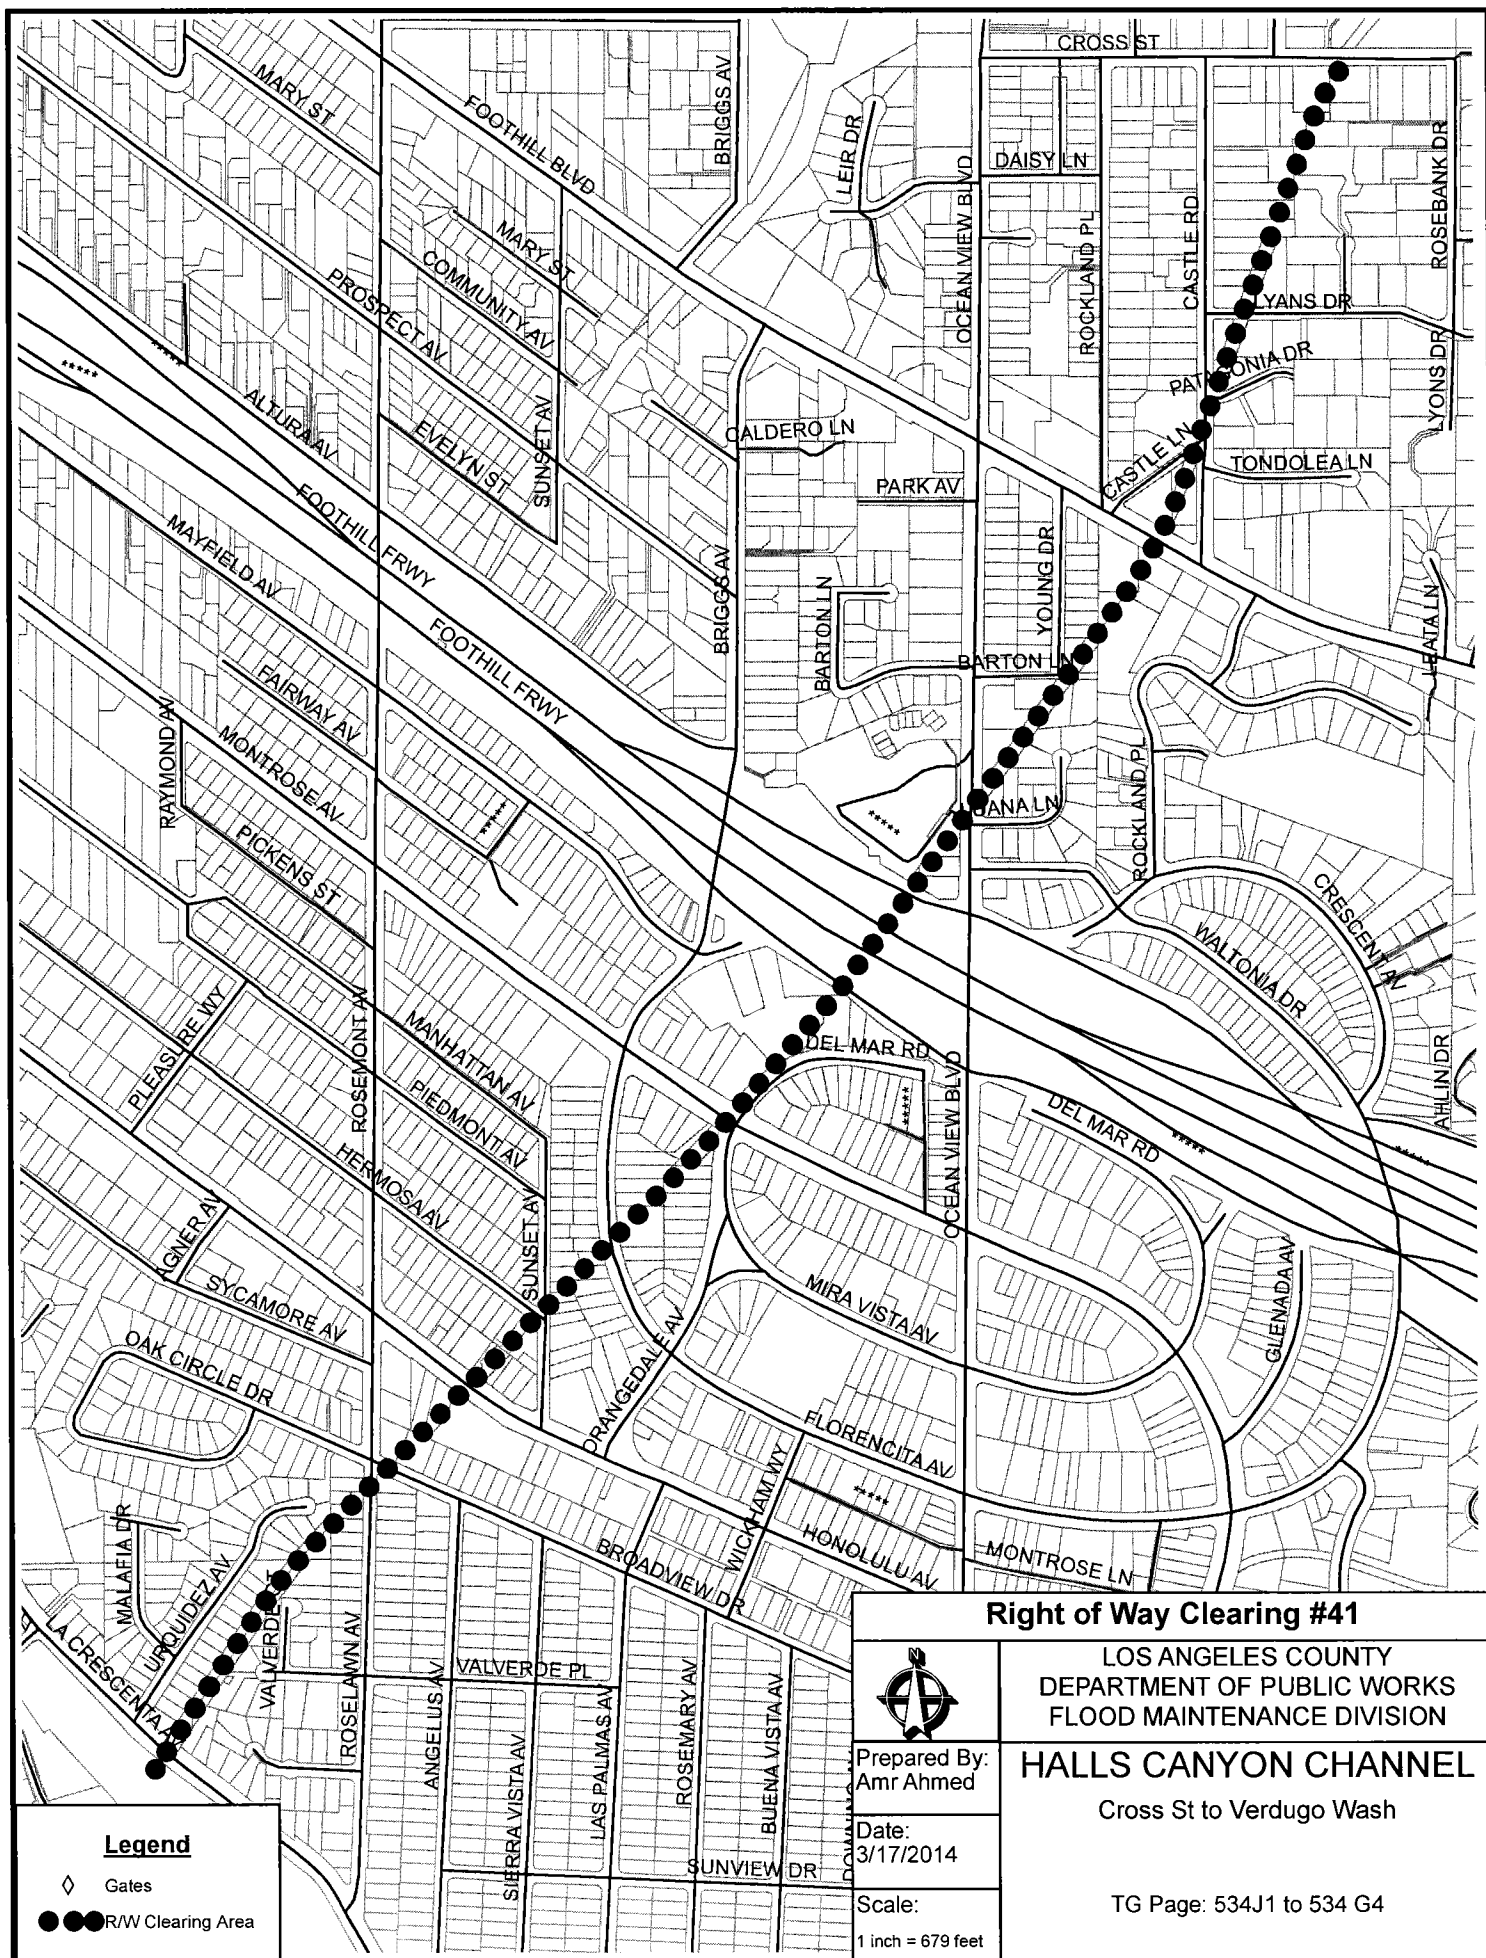 CROSS ST
MARY ST
FOOTHILL BLVD
BRIGGS AV
LEIR DR
OCEAN VIEW BLVD
DAISY LN
ROCKLAND PL
CASTLE RD
ROSEBANK DR
MARY ST
COMMUNITY AV
PROSPECT AV
LYANS DR
LYONS DR
*****
*****
ALTURA AV
EVELYN ST
SUNSET AV
CALDERO LN
CASTLE LN
TONDOLEA LN
PARK AV
FOOTHILL FRWY
MAYFIELD AV
BRIGGS AV
BARTON LN
YOUNG DR
LEATA LN
BARTON LN
FOOTHILL FRWY
FAIRWAY AV
RAYMOND AV
MONTROSE AV
*****
*****
ROCKLAND PL
PICKENS ST
CRESCENT AV
WALTONIA DR
PLEASURE WY
ROSEMONT AV
MANHATTAN AV
PIEDMONT AV
DEL MAR RD
*****
OCEAN VIEW BLVD
DEL MAR RD
*****
*****
AHLIN DR
HERMOSA AV
SUNSET AV
AGNER AV
SYCAMORE AV
MIRA VISTA AV
GLENADA AV
OAK CIRCLE DR
ORANGEDALE AV
FLORENCITA AV
WICKHAM WY
*****
HONOLULU AV
MONTROSE LN
BROADVIEW DR
MALAFIA DR
URQUIDEZ AV
LA CRESCENTA
ROSELAWN AV
VALVERDE PL
ANGELUS AV
SIERRA VISTA AV
LAS PALMAS AV
ROSEMARY AV
BUENA VISTA AV
SUNVIEW DR
Right of Way Clearing #41
N
LOS ANGELES COUNTY
DEPARTMENT OF PUBLIC WORKS
FLOOD MAINTENANCE DIVISION
Prepared By:
Amr Ahmed
HALLS CANYON CHANNEL
Cross St to Verdugo Wash
Date:
3/17/2014
Scale:
1 inch = 679 feet
TG Page: 534J1 to 534 G4
Legend
Gates
R/W Clearing Area